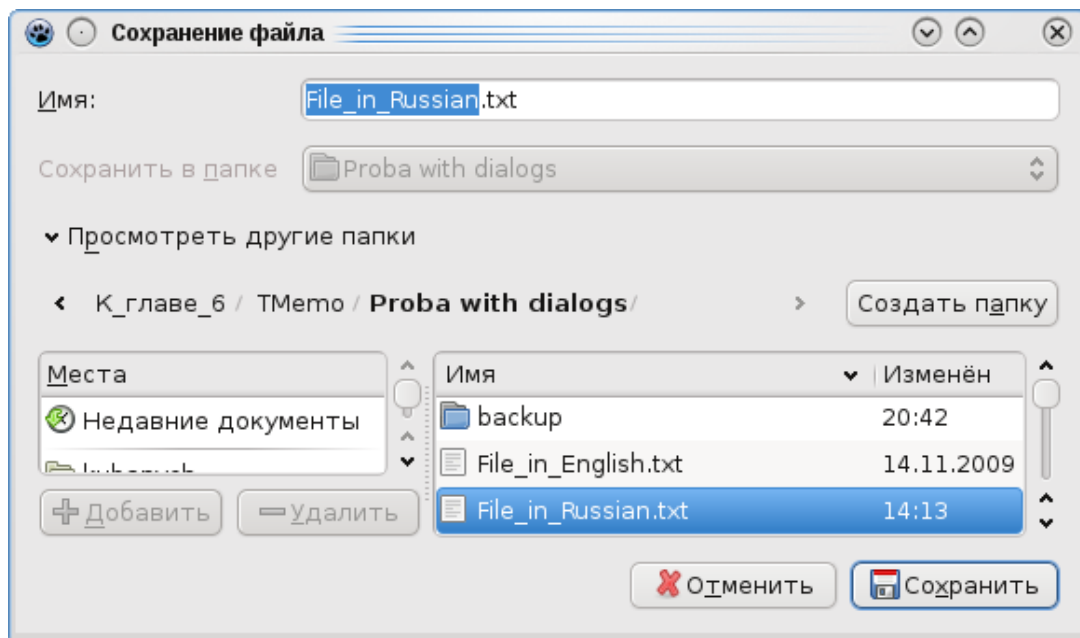 Сохранение файла
Имя: File_in_Russian.txt
Сохранить в папке Proba with dialogs
Просмотреть другие папки
К_главе_6 / TMemo / Proba with dialogs/ Создать папку
Места Имя Изменён
Недавние документы backup 20:42
File_in_English.txt 14.11.2009
File_in_Russian.txt 14:13
Добавить Удалить
Отменить Сохранить